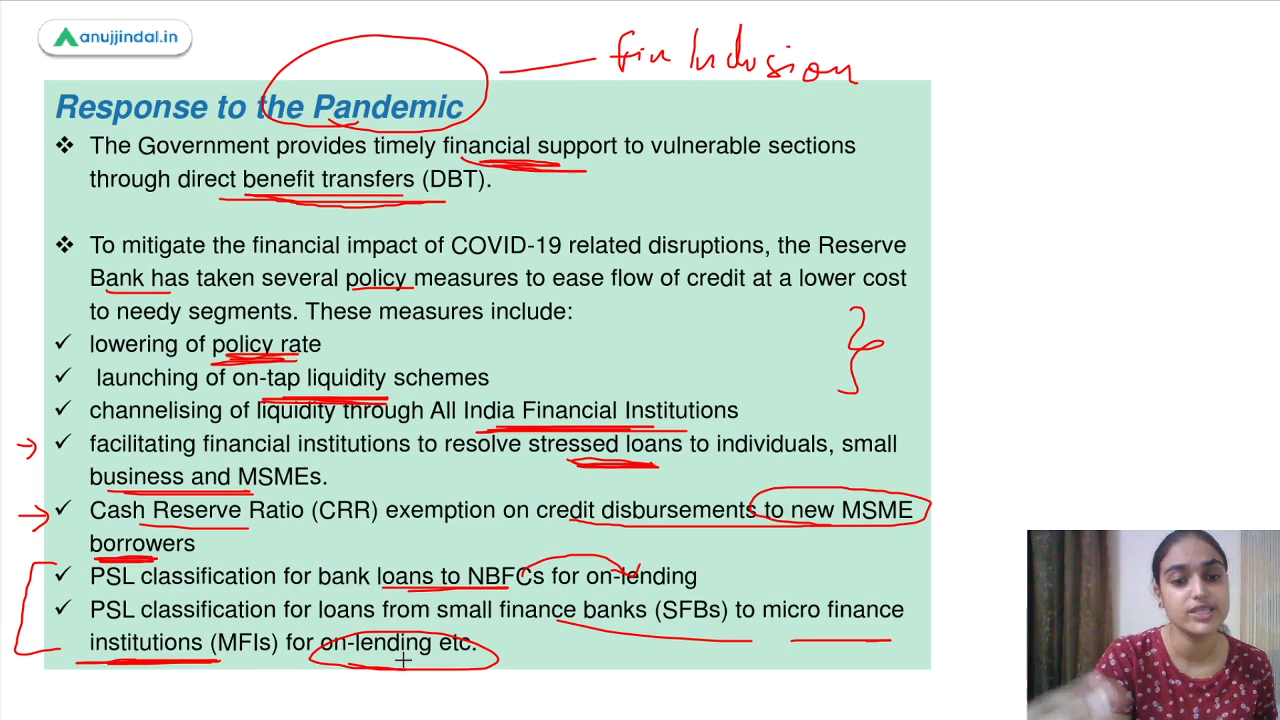 anujjindal.in
fin Inclusion
Response to the Pandemic
The Government provides timely financial support to vulnerable sections
through direct benefit transfers (DBT).
To mitigate the financial impact of COVID-19 related disruptions, the Reserve
Bank has taken several policy measures to ease flow of credit at a lower cost
to needy segments. These measures include:
lowering of policy rate
launching of on-tap liquidity schemes
channelising of liquidity through All India Financial Institutions
facilitating financial institutions to resolve stressed loans to individuals, small
business and MSMEs.
Cash Reserve Ratio (CRR) exemption on credit disbursements to new MSME
borrowers
PSL classification for bank loans to NBFCs for on-lending
PSL classification for loans from small finance banks (SFBs) to micro finance
institutions (MFIs) for on-lending etc.